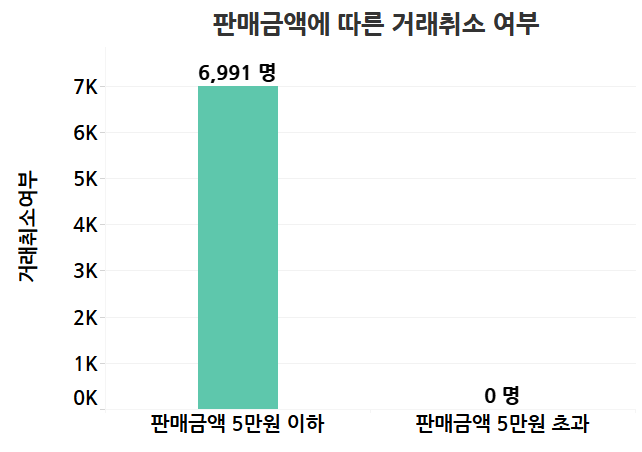 판매금액에 따른 거래취소 여부
거래취소여부
7K
6K
5K
4K
3K
2K
1K
0K
6,991 명
0 명
판매금액 5만원 이하
판매금액 5만원 초과